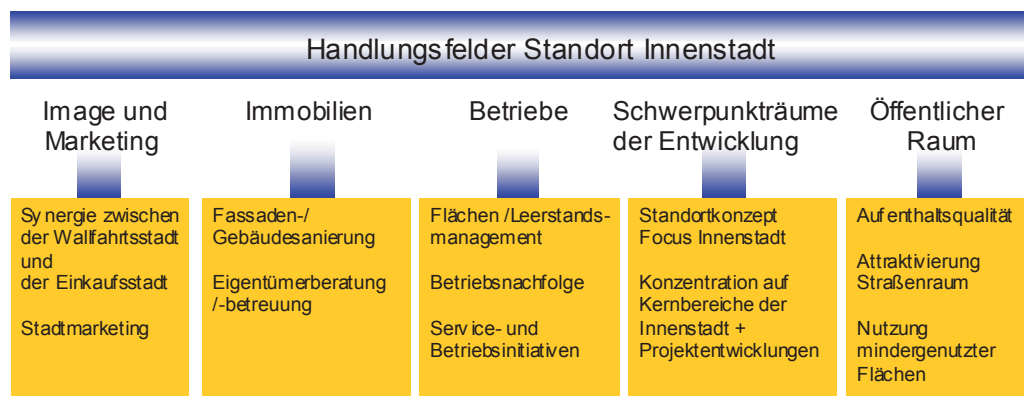 Handlungsfelder Standort Innenstadt
Image und
Marketing
Immobilien
Betriebe
Schwerpunkträume
der Entwicklung
Öffentlicher
Raum
Synergie zwischen
der Wallfahrtsstadt
und
der Einkaufsstadt
Stadtmarketing
Fassaden-/
Gebäudesanierung
Eigentümerberatung
/-betreuung
Flächen /Leerstands-
management
Betriebsnachfolge
Service- und
Betriebsinitiativen
Standortkonzept
Focus Innenstadt
Konzentration auf
Kernbereiche der
Innenstadt +
Projektentwicklungen
Aufenthaltsqualität
Attraktivierung
Straßenraum
Nutzung
mindergenutzter
Flächen